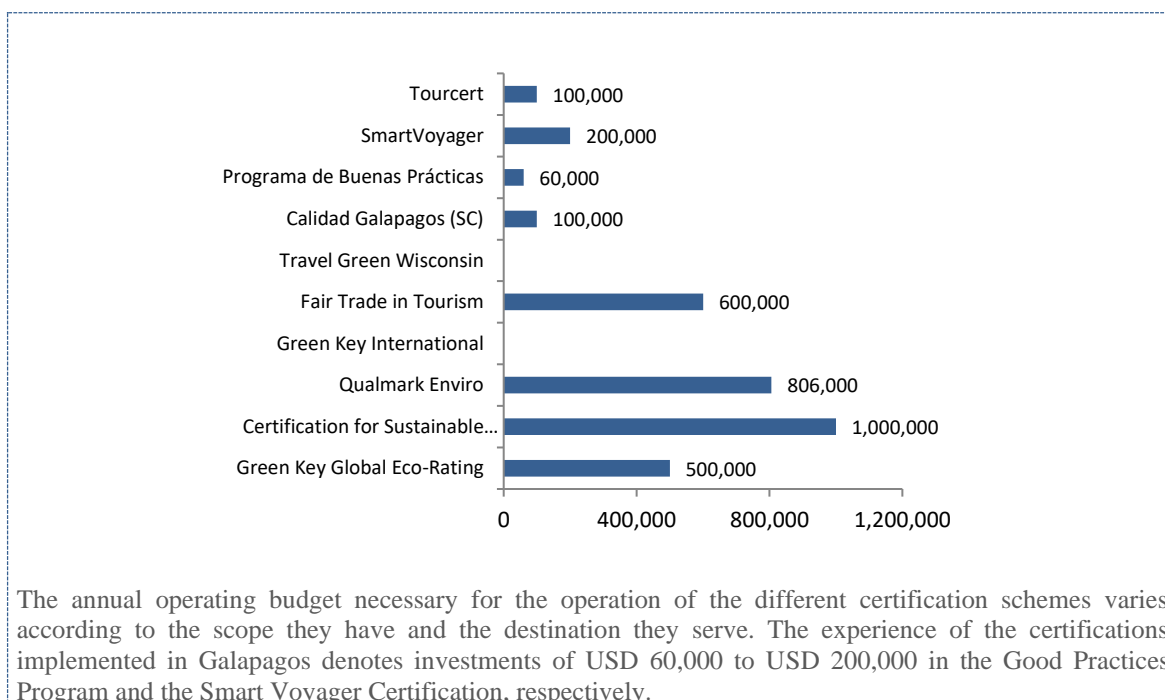 Tourcert 100,000
SmartVoyager 200,000
Programa de Buenas Prácticas 60,000
Calidad Galapagos (SC) 100,000
Travel Green Wisconsin
Fair Trade in Tourism 600,000
Green Key International
Qualmark Enviro 806,000
Certification for Sustainable... 1,000,000
Green Key Global Eco-Rating 500,000
0 400,000 800,000 1,200,000
The annual operating budget necessary for the operation of the different certification schemes varies
according to the scope they have and the destination they serve. The experience of the certifications
implemented in Galapagos denotes investments of USD 60,000 to USD 200,000 in the Good Practices
Program and the Smart Voyager Certification, respectively.